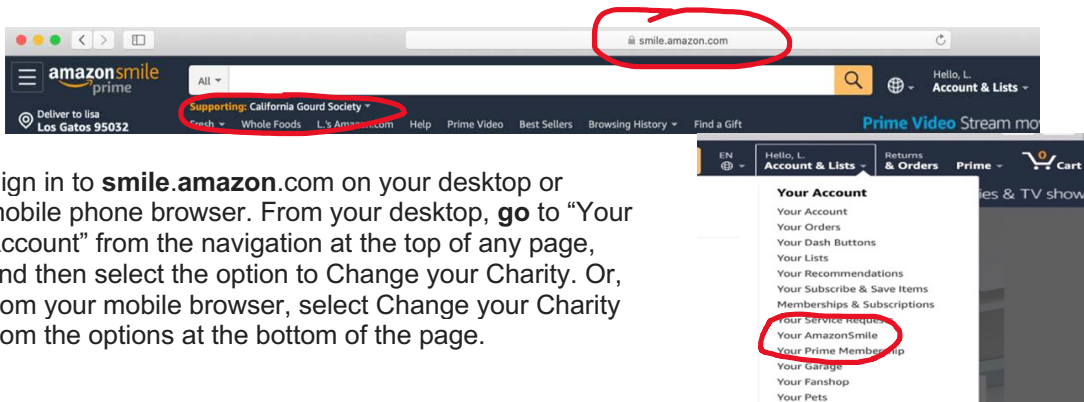 smile.amazon.com
amazonsmile
prime
All
Hello, L.
Account & Lists
Deliver to lisa
Los Gatos 95032
Supporting: California Gourd Society
Fresh Whole Foods L.'s Amazon.com Help Prime Video Best Sellers Browsing History Find a Gift
Prime Video Stream mo
ign in to smile.amazon.com on your desktop or
obile phone browser. From your desktop, go to “Your
ccount” from the navigation at the top of any page,
nd then select the option to Change your Charity. Or,
om your mobile browser, select Change your Charity
om the options at the bottom of the page.
EN
Hello, L.
Account & Lists
Returns
& Orders
Prime
0
Cart
ies & TV show
Your Account
Your Account
Your Orders
Your Dash Buttons
Your Lists
Your Recommendations
Your Subscribe & Save Items
Memberships & Subscriptions
Your Service Requests
Your AmazonSmile
Your Prime Membership
Your Garage
Your Fanshop
Your Pets